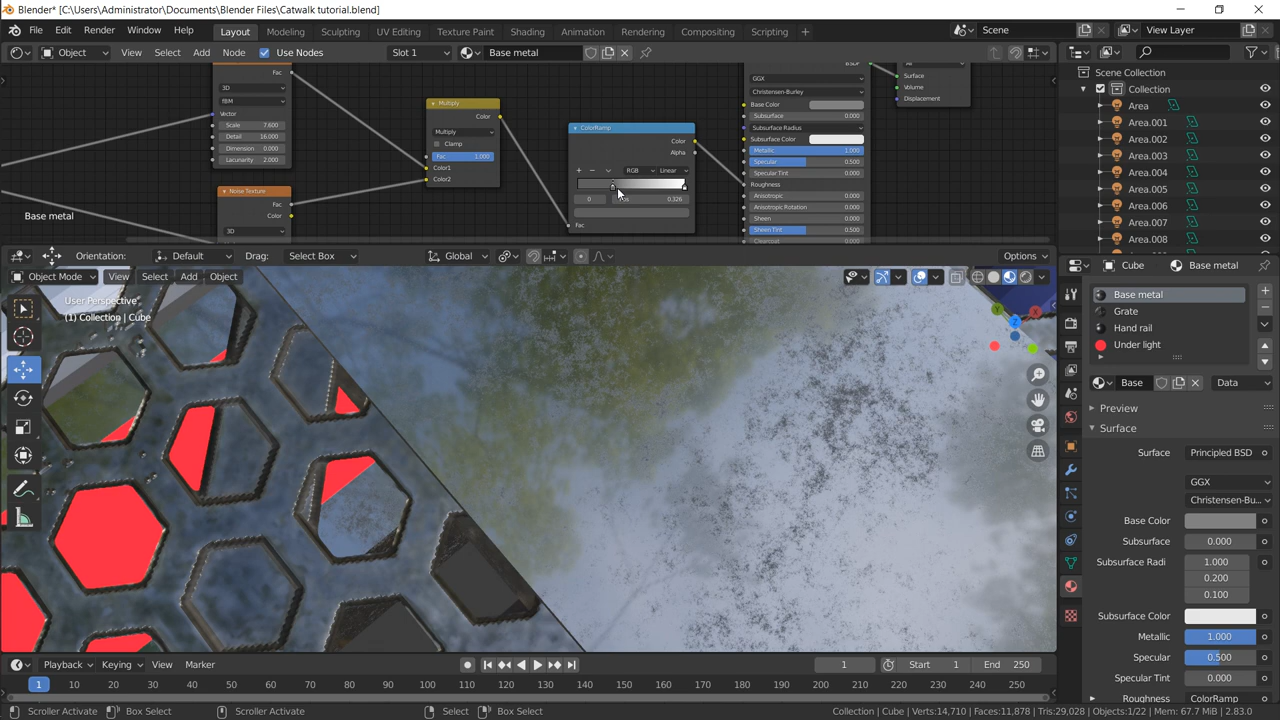 Blender* [C:\Users\Administrator\Documents\Blender Files\Catwalk tutorial.blend]
File Edit Render Window Help Layout Modeling Sculpting UV Editing Texture Paint Shading Animation Rendering Compositing Scripting + Scene View Layer
Object View Select Add Node Use Nodes Slot 1 Base metal
Fac
3D
fBM
Vector
Scale 7.600
Detail 16.000
Dimension 0.000
Lacunarity 2.000
Noise Texture
Fac
Color
3D
Base metal
Multiply
Color
Multiply
Clamp
Fac 1.000
Color1
Color2
ColorRamp
Color
Alpha
RGB Linear
0 0.326
Fac
BSDF
GGX
Christensen-Burley
Base Color
Subsurface 0.000
Subsurface Radius
Subsurface Color
Metallic 1.000
Specular 0.500
Specular Tint 0.000
Roughness
Anisotropic 0.000
Anisotropic Rotation 0.000
Sheen 0.000
Sheen Tint 0.500
Clearcoat 0.000
All
Surface
Volume
Displacement
Scene Collection
Collection
Area
Area.001
Area.002
Area.003
Area.004
Area.005
Area.006
Area.007
Area.008
Orientation: Default Drag: Select Box Global Options
Object Mode View Select Add Object
User Perspective
(1) Collection | Cube
Cube Base metal
Base metal
Grate
Hand rail
Under light
Base Data
Preview
Surface
Surface Principled BSD
GGX
Christensen-Bu...
Base Color
Subsurface 0.000
Subsurface Radi 1.000
0.200
0.100
Subsurface Color
Metallic 1.000
Specular 0.500
Specular Tint 0.000
Roughness ColorRamp
Playback Keying View Marker 1 Start 1 End 250
1 10 20 30 40 50 60 70 80 90 100 110 120 130 140 150 160 170 180 190 200 210 220 230 240 250
Scroller Activate Box Select Scroller Activate Select Box Select Collection | Cube | Verts:14,710 | Faces:11,878 | Tris:29,028 | Objects:1/22 | Mem: 67.7 MiB | 2.83.0